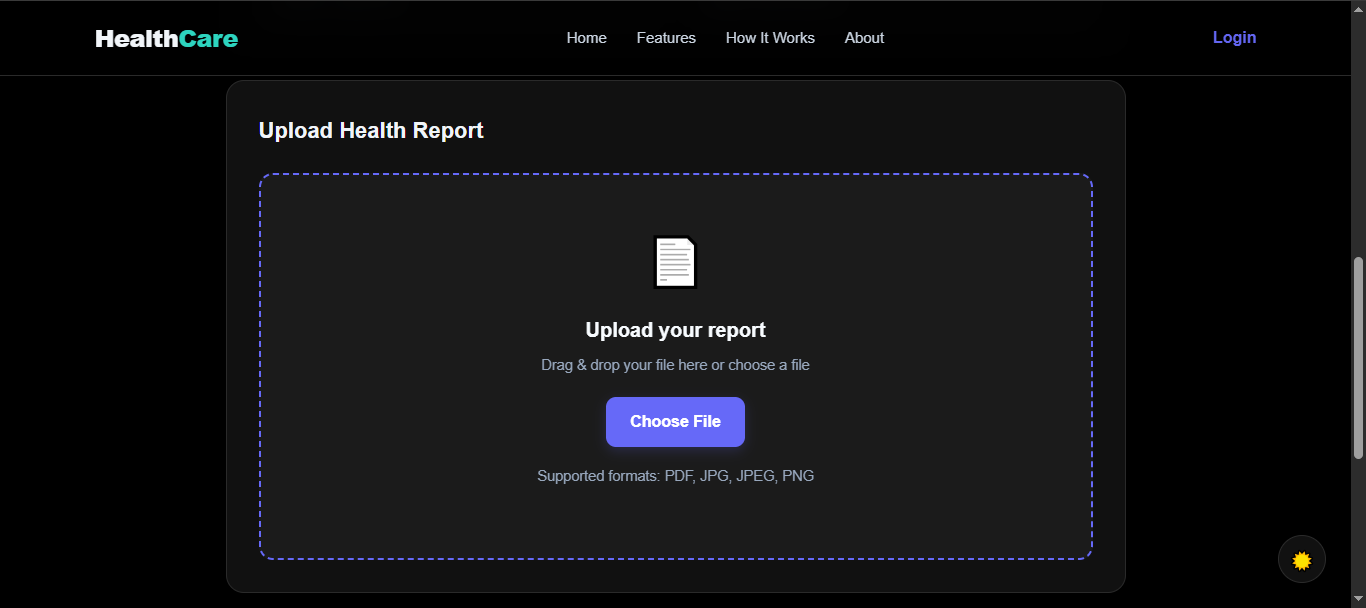 HealthCare
Home Features How It Works About
Login
Upload Health Report
Upload your report
Drag & drop your file here or choose a file
Choose File
Supported formats: PDF, JPG, JPEG, PNG